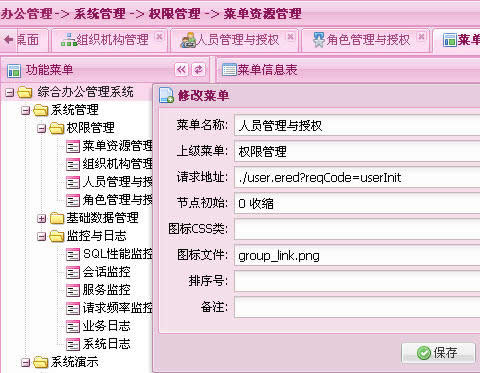 办公管理 -> 系统管理 -> 权限管理 -> 菜单资源管理
桌面
组织机构管理
人员管理与授权
角色管理与授权
菜单
功能菜单
菜单信息表
综合办公管理系统
系统管理
权限管理
菜单资源管理
组织机构管理
人员管理与授
角色管理与授
基础数据管理
监控与日志
SQL性能监控
会话监控
服务监控
请求频率监控
业务日志
系统日志
系统演示
修改菜单
菜单名称: 人员管理与授权
上级菜单: 权限管理
请求地址: ./user.ered?reqCode=userInit
节点初始: 0 收缩
图标CSS类:
图标文件: group_link.png
排序号:
备注:
保存